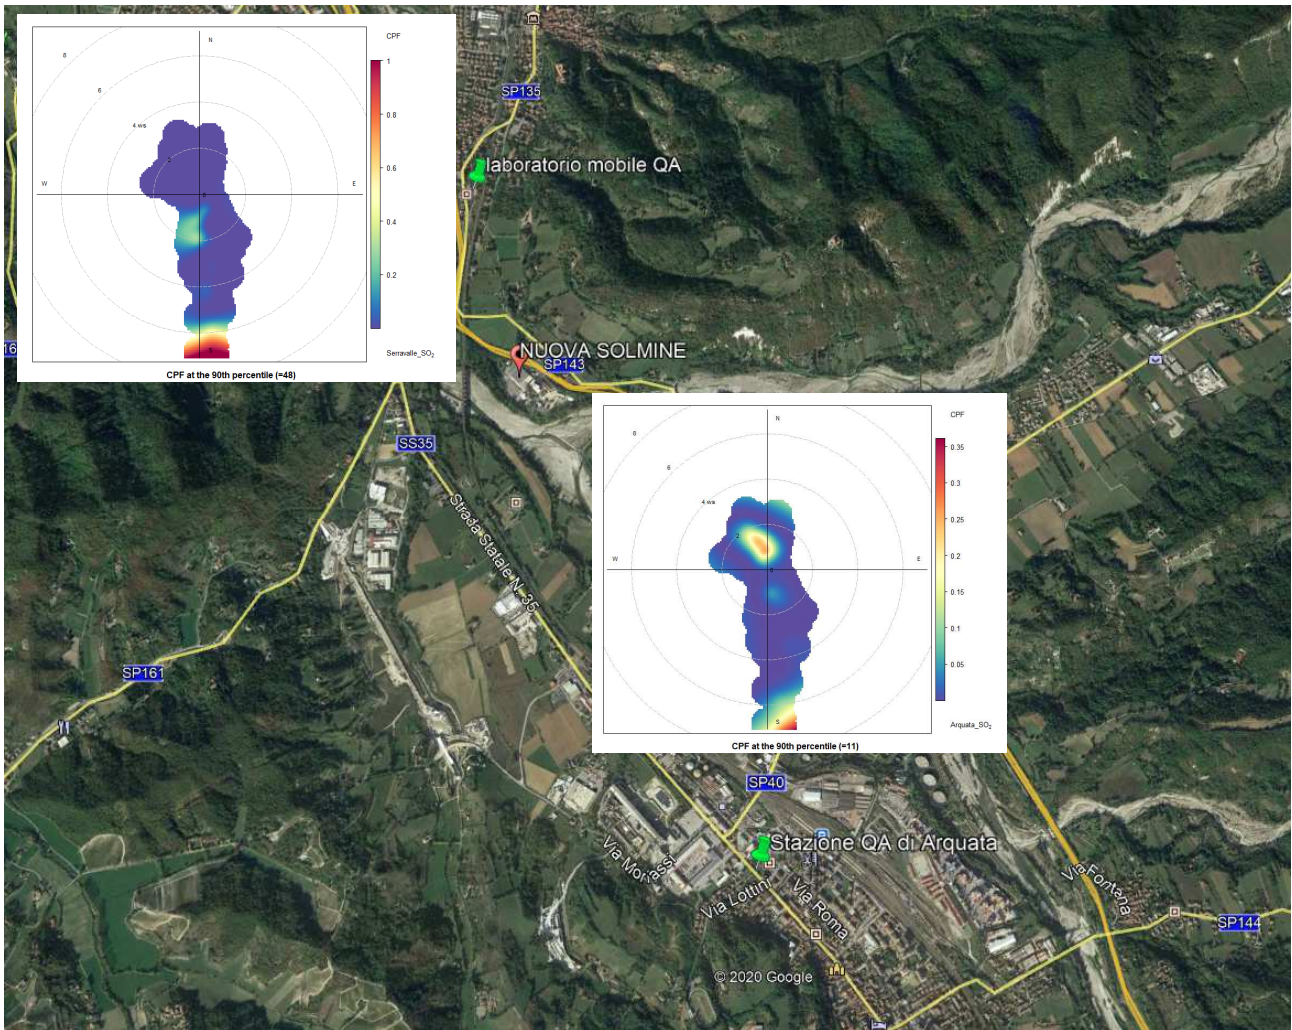 CPF
N
8
6
4 ws
2
W
E
0
S
1
0.8
0.6
0.4
0.2
Serravalle_SO2
CPF at the 90th percentile (=48)
SP135
laboratorio mobile QA
16
NUOVA SOLMINE
SP143
SS35
Strada Statale N. 35
SP161
CPF
N
8
6
4 ws
2
W
E
0
S
0.35
0.3
0.25
0.2
0.15
0.1
0.05
Arquata_SO2
CPF at the 90th percentile (=11)
SP40
Stazione QA di Arquata
Via Moriassi
Via Lottini
Via Roma
Via Fontana
SP144
© 2020 Google